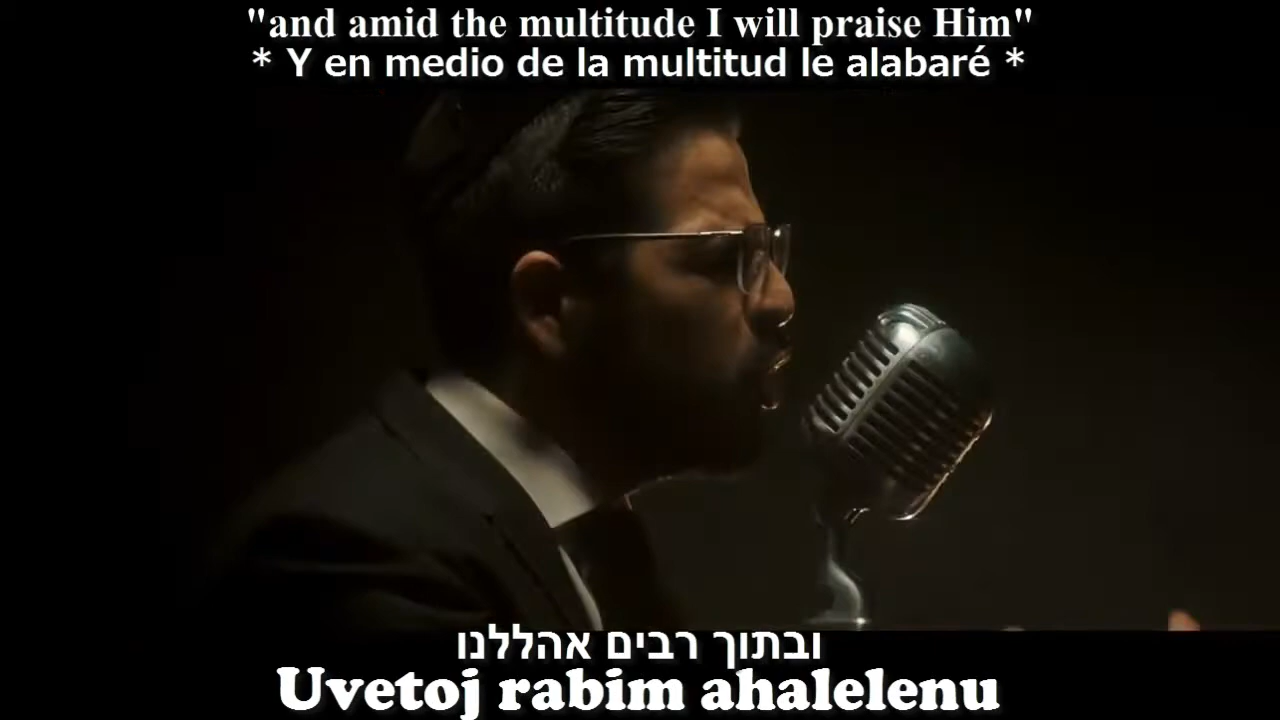 "and amid the multitude I will praise Him"
* Y en medio de la multitud le alabaré *
ובתוך רבים אהללנו
Uvetoj rabim ahalelenu